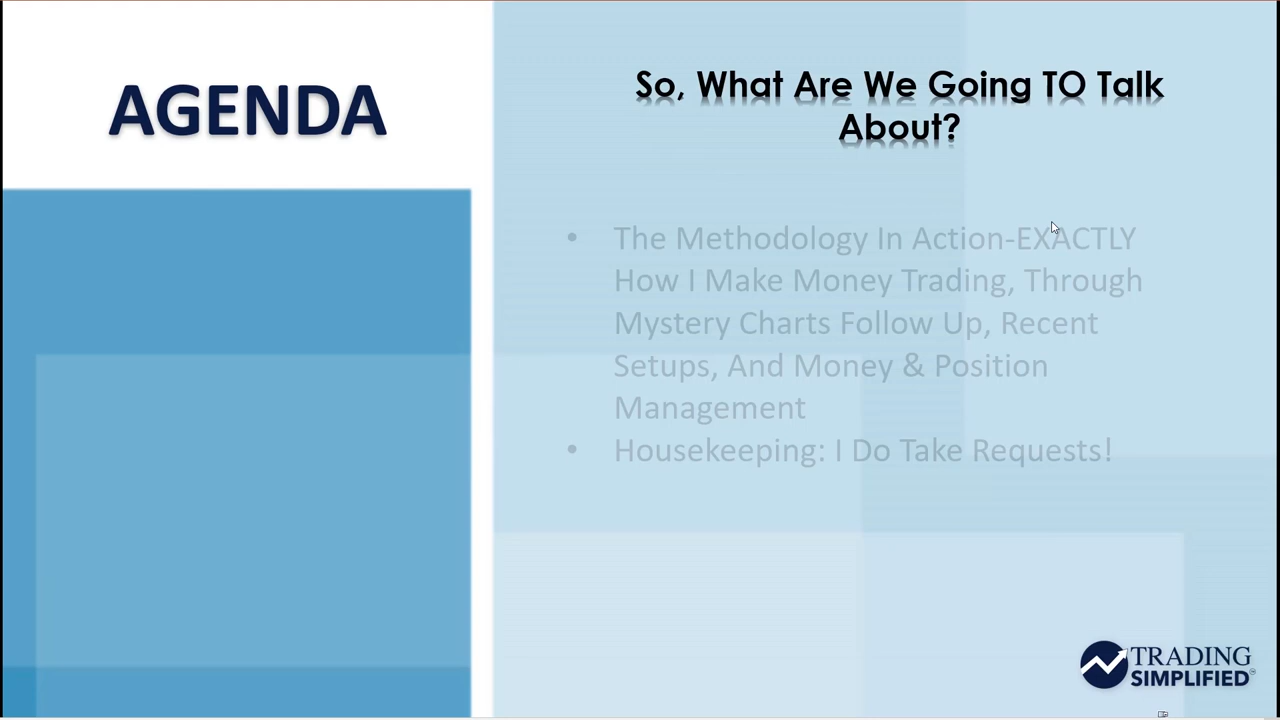 AGENDA
So, What Are We Going TO Talk
About?
• The Methodology In Action-EXACTLY
How I Make Money Trading, Through
Mystery Charts Follow Up, Recent
Setups, And Money & Position
Management
• Housekeeping: I Do Take Requests!
TRADING
SIMPLIFIED